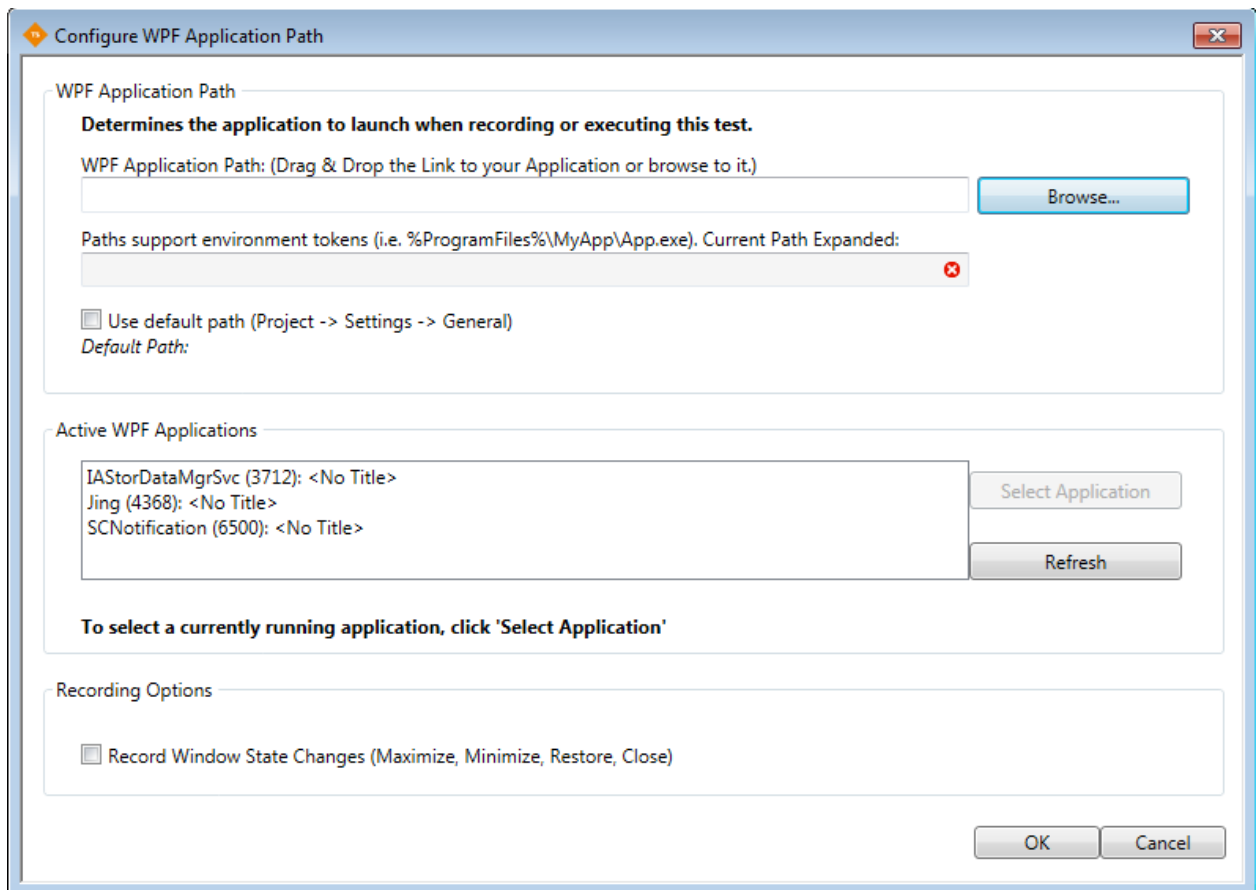 TS
Configure WPF Application Path
WPF Application Path
Determines the application to launch when recording or executing this test.
WPF Application Path: (Drag & Drop the Link to your Application or browse to it.)
Browse...
Paths support environment tokens (i.e. %ProgramFiles%\MyApp\App.exe). Current Path Expanded:
Use default path (Project -> Settings -> General)
Default Path:
Active WPF Applications
IAStorDataMgrSvc (3712): <No Title>
Jing (4368): <No Title>
SCNotification (6500): <No Title>
Select Application
Refresh
To select a currently running application, click 'Select Application'
Recording Options
Record Window State Changes (Maximize, Minimize, Restore, Close)
OK
Cancel